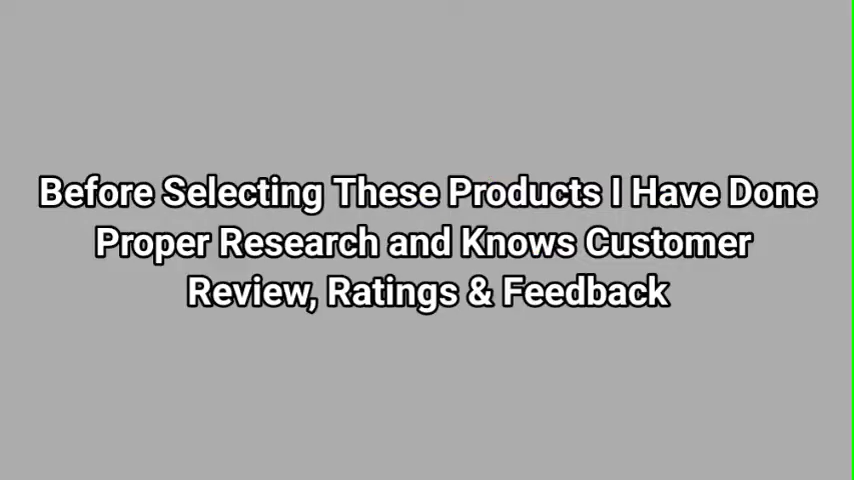 Before Selecting These Products I Have Done
Proper Research and Knows Customer
Review, Ratings & Feedback